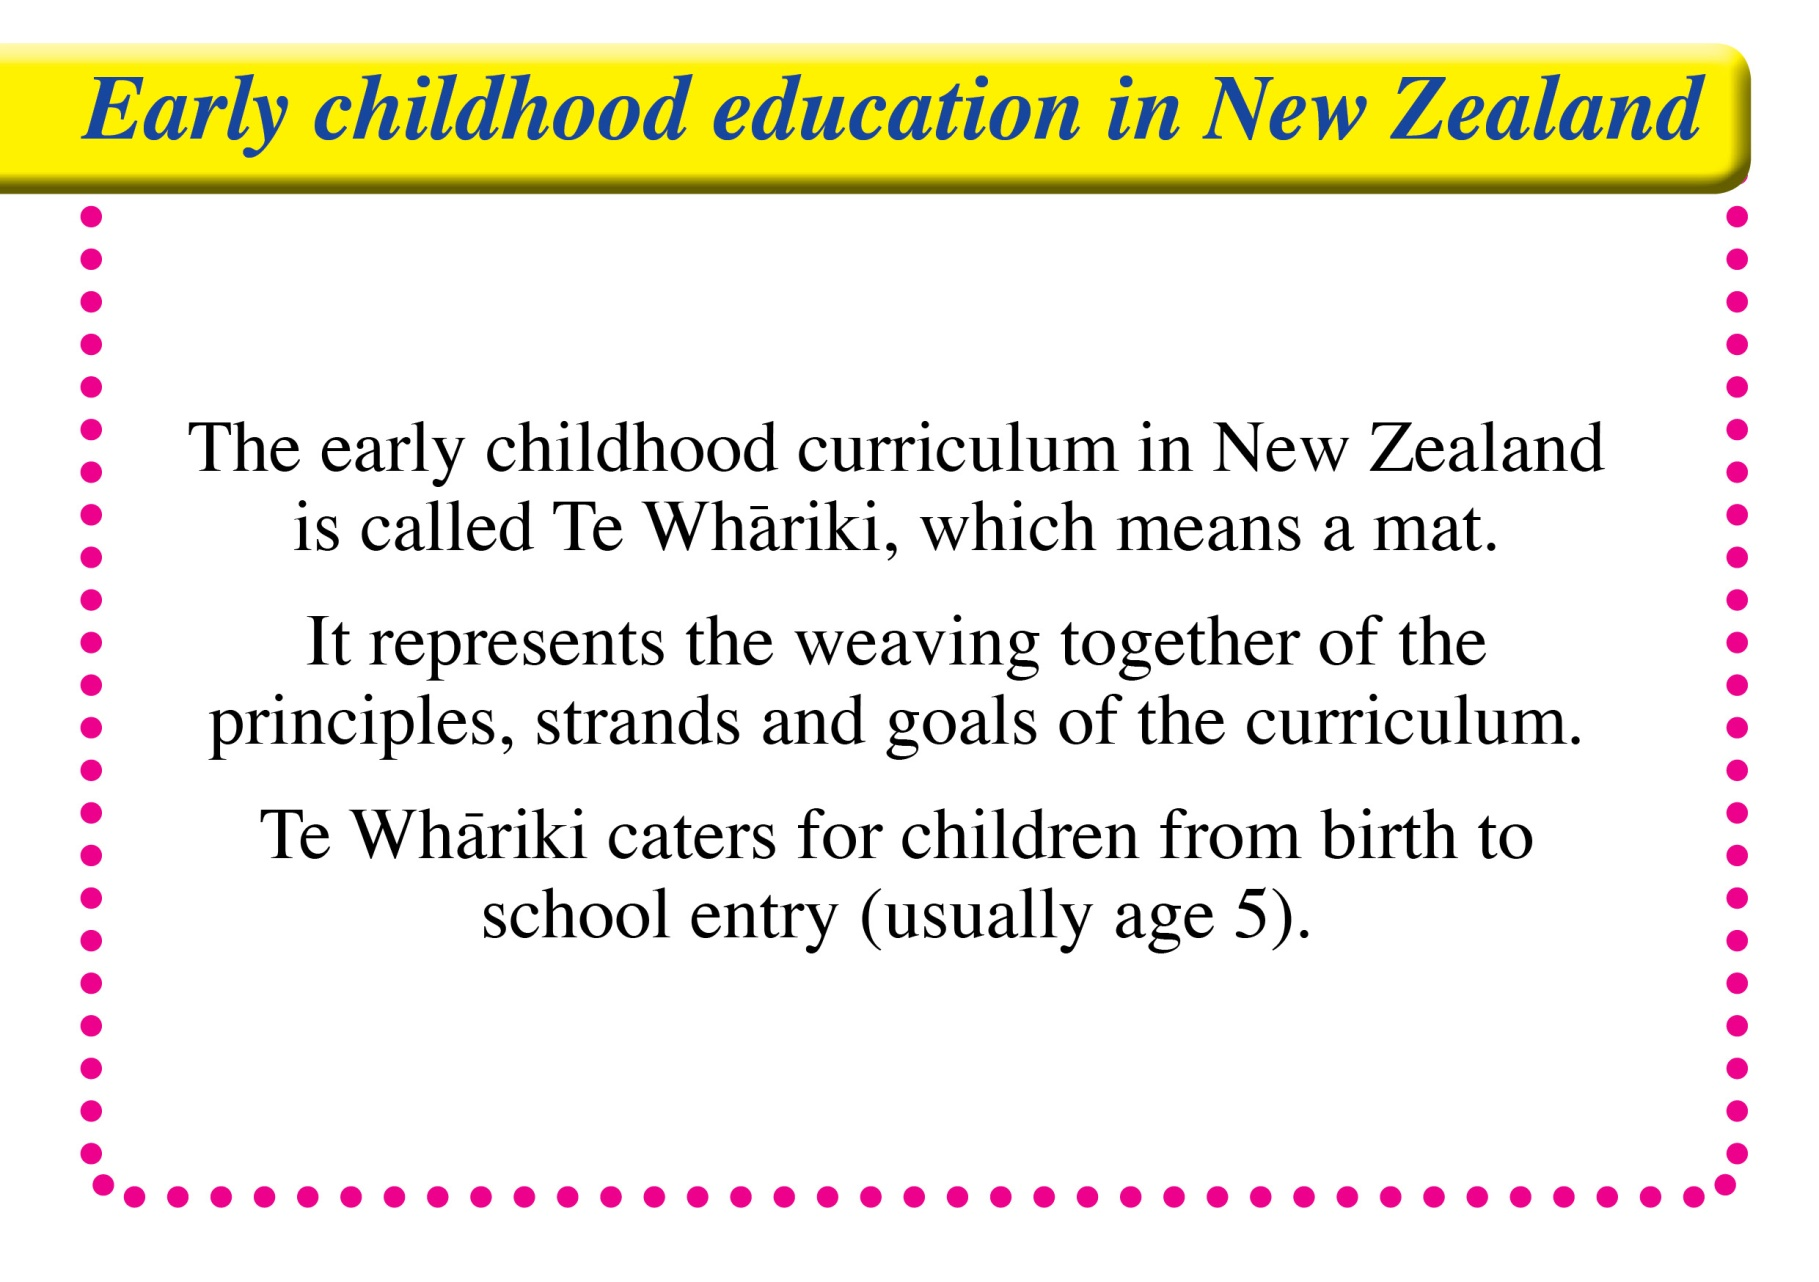 Early childhood education in New Zealand
The early childhood curriculum in New Zealand
is called Te Whāriki, which means a mat.
It represents the weaving together of the
principles, strands and goals of the curriculum.
Te Whāriki caters for children from birth to
school entry (usually age 5).